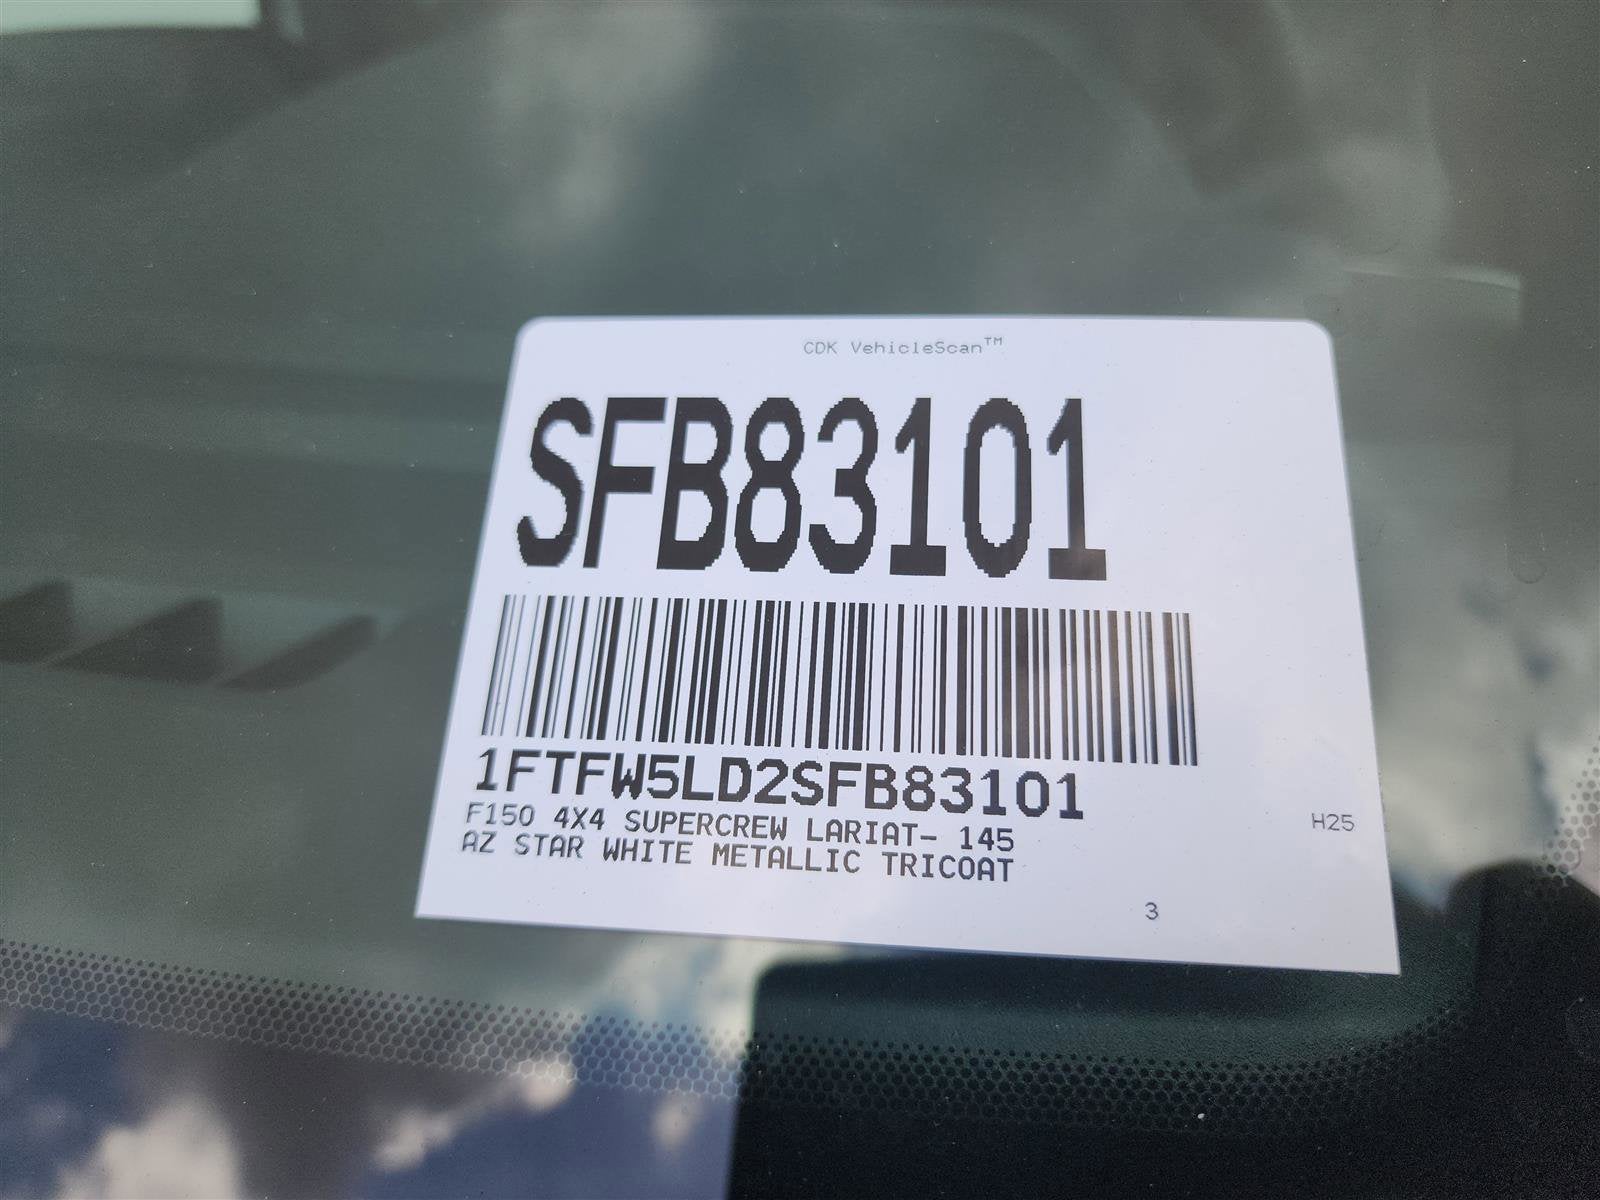 CDK VehicleScan™
SFB83101
1FTFW5LD2SFB83101
F150 4X4 SUPERCREW LARIAT- 145
AZ STAR WHITE METALLIC TRICOAT
H25
3